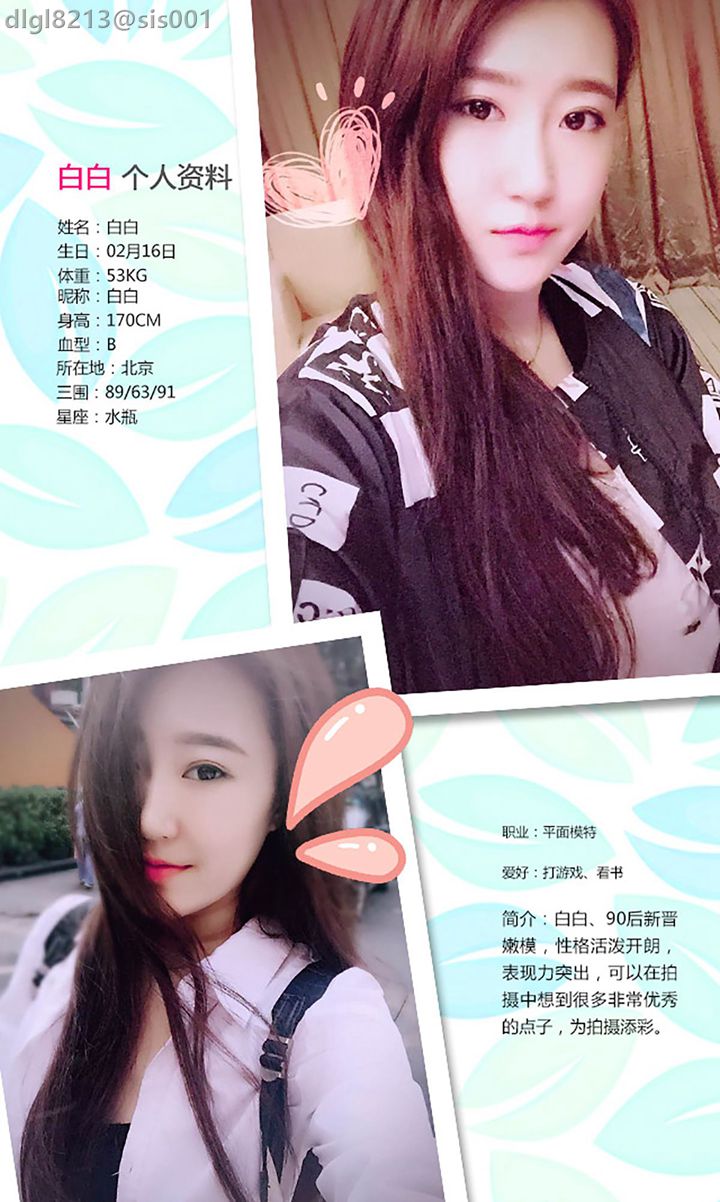 dlgl8213@sis001
白白 个人资料
姓名：白白
生日：02月16日
体重：53KG
昵称：白白
身高：170CM
血型：B
所在地：北京
三围：89/63/91
星座：水瓶
职业：平面模特
爱好：打游戏、看书
简介：白白、90后新晋
嫩模，性格活泼开朗，
表现力突出，可以在拍
摄中想到很多非常优秀
的点子，为拍摄添彩。